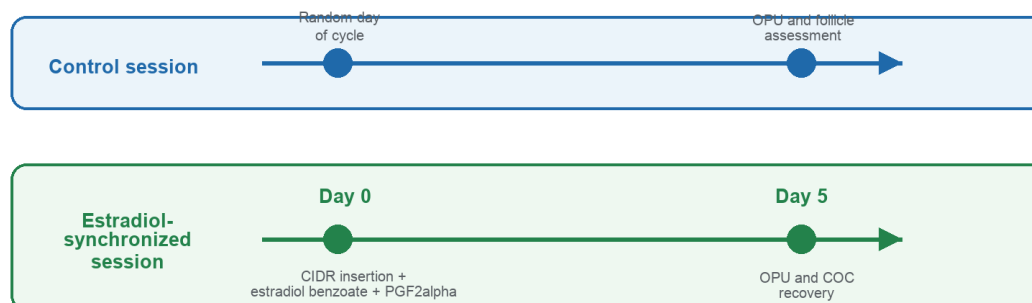 Random day
of cycle
OPU and follicle
assessment
Control session
Day 0
Day 5
Estradiol-
synchronized
session
CIDR insertion +
estradiol benzoate + PGF2alpha
OPU and COC
recovery